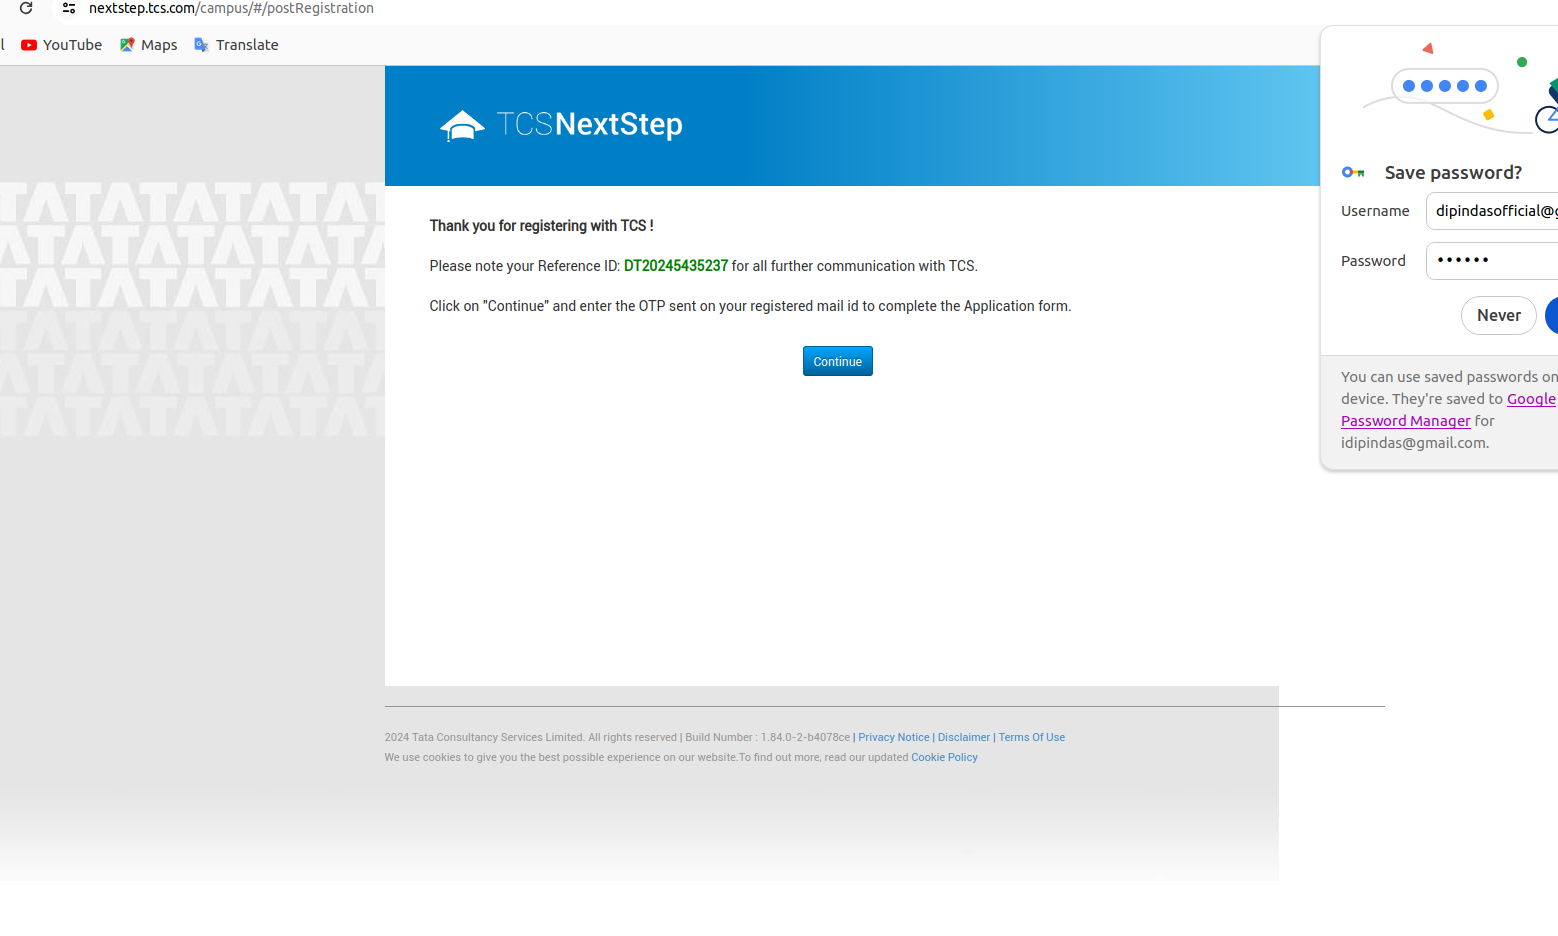 nextstep.tcs.com/campus/#/postRegistration
YouTube Maps Translate
TCSNextStep
Thank you for registering with TCS !
Please note your Reference ID: DT20245435237 for all further communication with TCS.
Click on "Continue" and enter the OTP sent on your registered mail id to complete the Application form.
Continue
2024 Tata Consultancy Services Limited. All rights reserved | Build Number : 1.84.0-2-b4078ce | Privacy Notice | Disclaimer | Terms Of Use
We use cookies to give you the best possible experience on our website.To find out more, read our updated Cookie Policy
Save password?
Username dipindasofficial@
Password ••••••
Never
You can use saved passwords on
device. They're saved to Google
Password Manager for
idipindas@gmail.com.
TATATATATATATATA